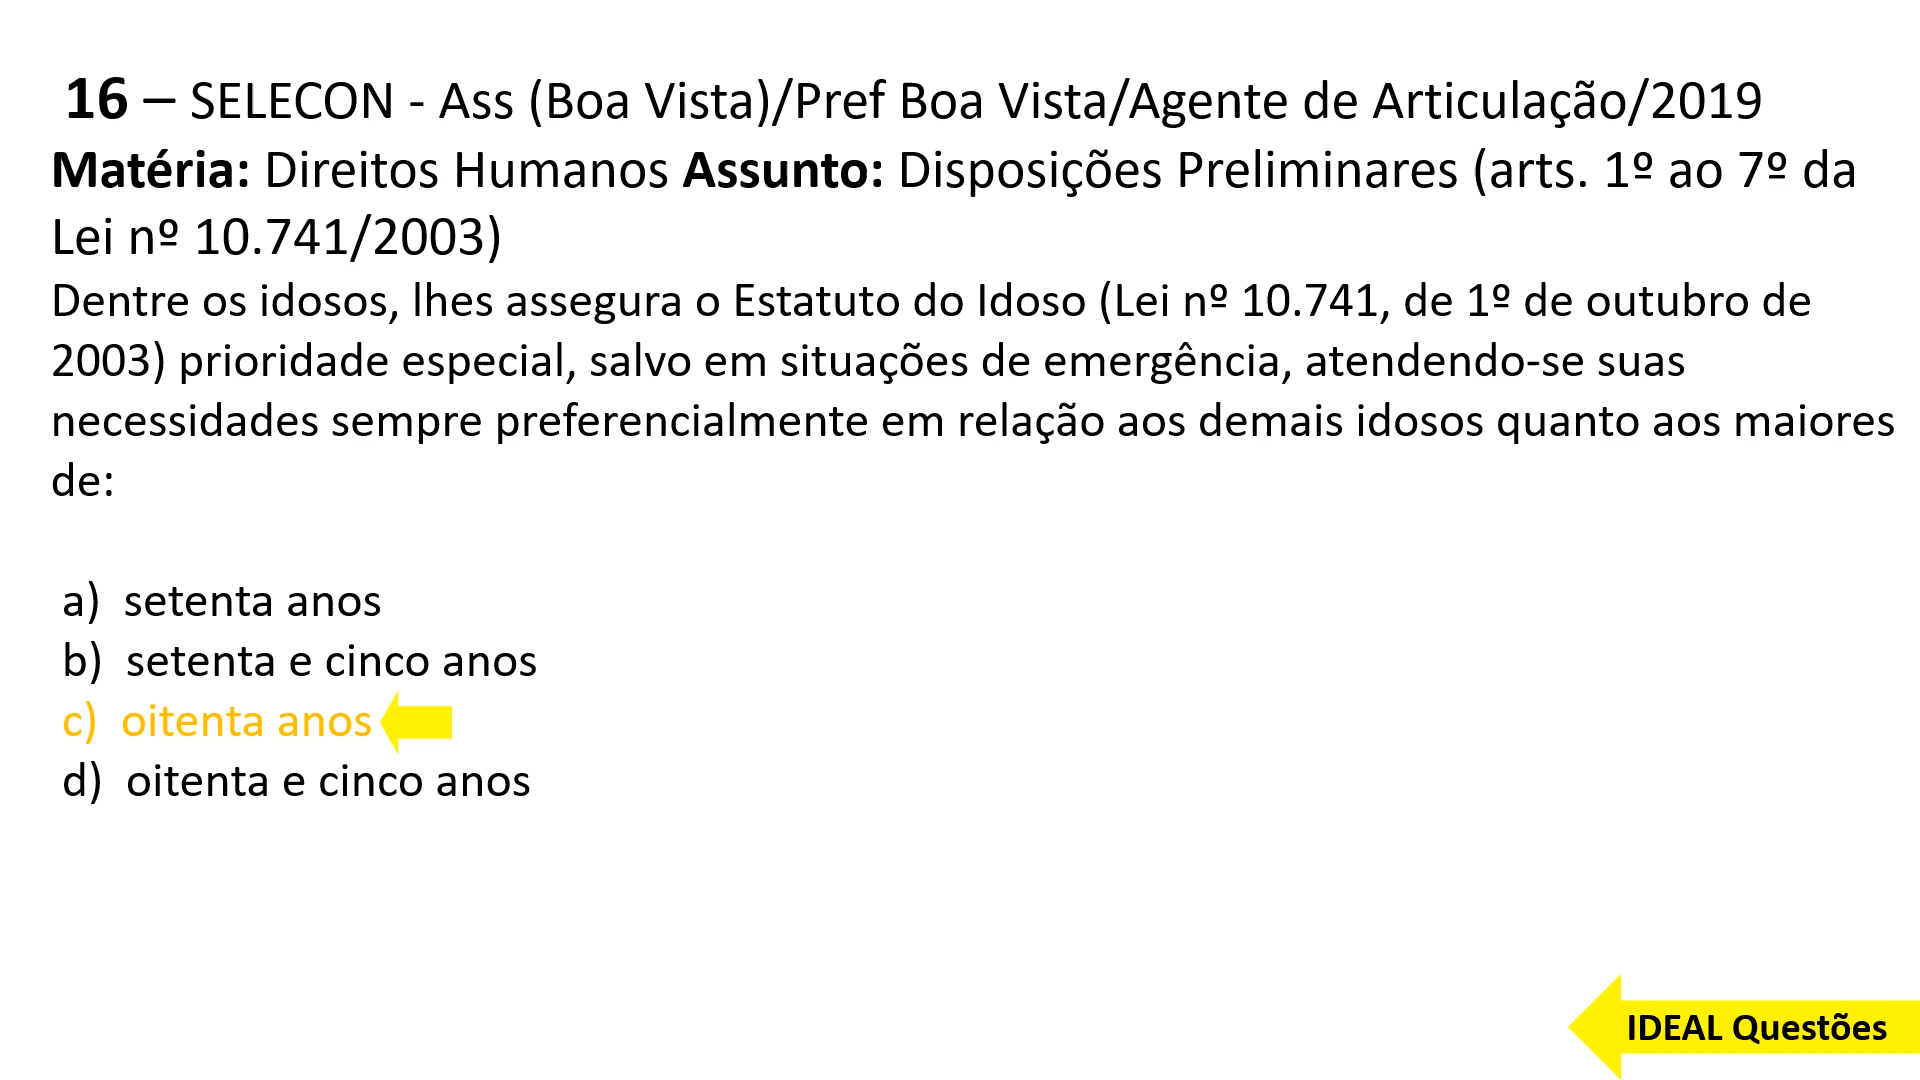 16 – SELECON - Ass (Boa Vista)/Pref Boa Vista/Agente de Articulação/2019
Matéria: Direitos Humanos Assunto: Disposições Preliminares (arts. 1º ao 7º da
Lei nº 10.741/2003)
Dentre os idosos, lhes assegura o Estatuto do Idoso (Lei nº 10.741, de 1º de outubro de
2003) prioridade especial, salvo em situações de emergência, atendendo-se suas
necessidades sempre preferencialmente em relação aos demais idosos quanto aos maiores
de:
a) setenta anos
b) setenta e cinco anos
c) oitenta anos
d) oitenta e cinco anos
IDEAL Questões